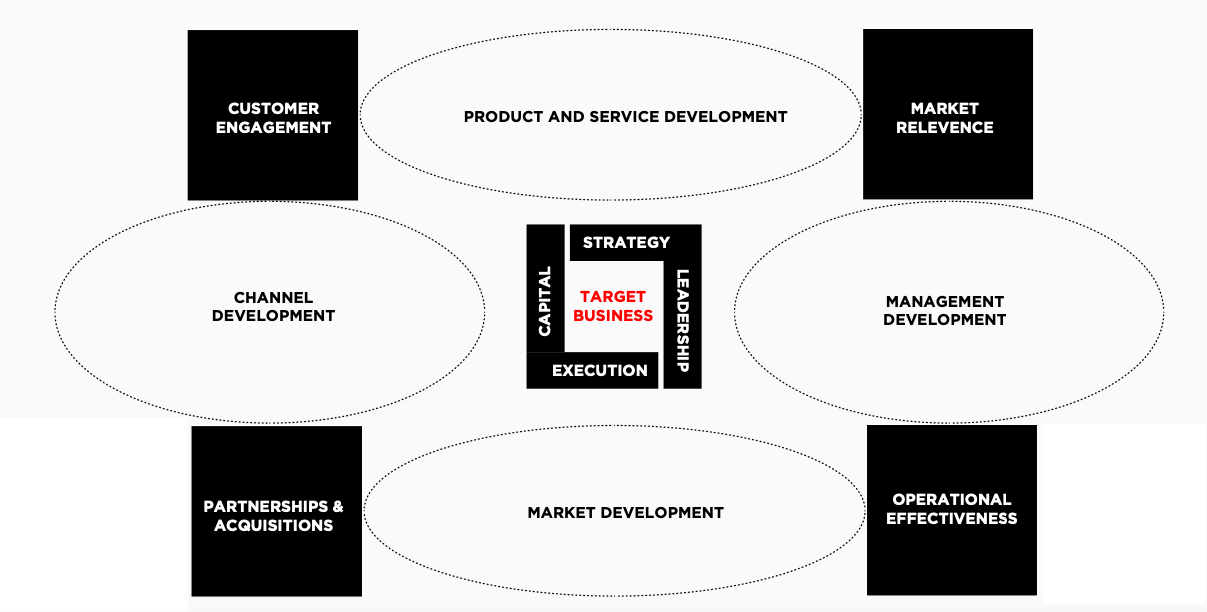 CUSTOMER
ENGAGEMENT
PRODUCT AND SERVICE DEVELOPMENT
MARKET
RELEVENCE
CHANNEL
DEVELOPMENT
STRATEGY
CAPITAL
TARGET
BUSINESS
LEADERSHIP
EXECUTION
MANAGEMENT
DEVELOPMENT
PARTNERSHIPS &
ACQUISITIONS
MARKET DEVELOPMENT
OPERATIONAL
EFFECTIVENESS